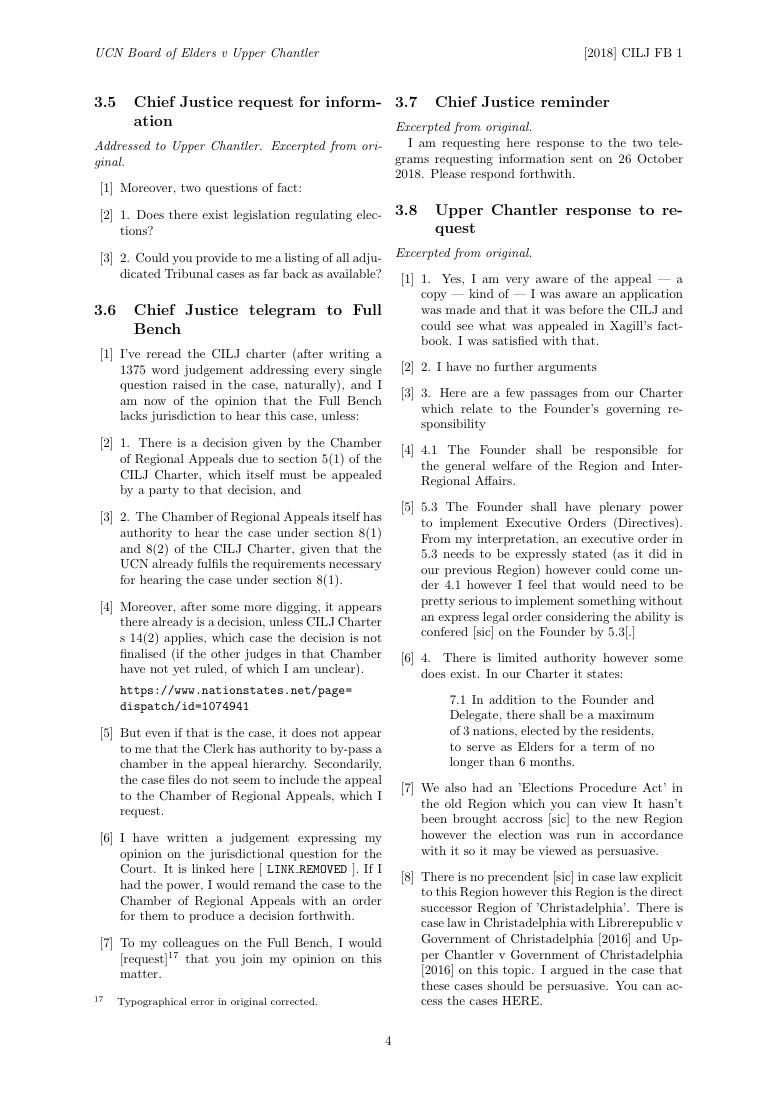 UCN Board of Elders v Upper Chantler
[2018] CILJ FB 1
3.5 Chief Justice request for inform-
ation
Addressed to Upper Chantler. Excerpted from ori-
ginal.
[1] Moreover, two questions of fact:
[2] 1. Does there exist legislation regulating elec-
tions?
[3] 2. Could you provide to me a listing of all adju-
dicated Tribunal cases as far back as available?
3.6 Chief Justice telegram to Full
Bench
[1] I've reread the CILJ charter (after writing a
1375 word judgement addressing every single
question raised in the case, naturally), and I
am now of the opinion that the Full Bench
lacks jurisdiction to hear this case, unless:
[2] 1. There is a decision given by the Chamber
of Regional Appeals due to section 5(1) of the
CILJ Charter, which itself must be appealed
by a party to that decision, and
[3] 2. The Chamber of Regional Appeals itself has
authority to hear the case under section 8(1)
and 8(2) of the CILJ Charter, given that the
UCN already fulfils the requirements necessary
for hearing the case under section 8(1).
[4] Moreover, after some more digging, it appears
there already is a decision, unless CILJ Charter
s 14(2) applies, which case the decision is not
finalised (if the other judges in that Chamber
have not yet ruled, of which I am unclear).
https://www.nationstates.net/page=
dispatch/id=1074941
[5] But even if that is the case, it does not appear
to me that the Clerk has authority to by-pass a
chamber in the appeal hierarchy. Secondarily,
the case files do not seem to include the appeal
to the Chamber of Regional Appeals, which I
request.
[6] I have written a judgement expressing my
opinion on the jurisdictional question for the
Court. It is linked here [ LINK_REMOVED ]. If I
had the power, I would remand the case to the
Chamber of Regional Appeals with an order
for them to produce a decision forthwith.
[7] To my colleagues on the Full Bench, I would
[request]17 that you join my opinion on this
matter.
17 Typographical error in original corrected.
3.7 Chief Justice reminder
Excerpted from original.
I am requesting here response to the two tele-
grams requesting information sent on 26 October
2018. Please respond forthwith.
3.8 Upper Chantler response to re-
quest
Excerpted from original.
[1] 1. Yes, I am very aware of the appeal — a
copy — kind of — I was aware an application
was made and that it was before the CILJ and
could see what was appealed in Xagill's fact-
book. I was satisfied with that.
[2] 2. I have no further arguments
[3] 3. Here are a few passages from our Charter
which relate to the Founder's governing re-
sponsibility
[4] 4.1 The Founder shall be responsible for
the general welfare of the Region and Inter-
Regional Affairs.
[5] 5.3 The Founder shall have plenary power
to implement Executive Orders (Directives).
From my interpretation, an executive order in
5.3 needs to be expressly stated (as it did in
our previous Region) however could come un-
der 4.1 however I feel that would need to be
pretty serious to implement something without
an express legal order considering the ability is
confered [sic] on the Founder by 5.3[.]
[6] 4. There is limited authority however some
does exist. In our Charter it states:
7.1 In addition to the Founder and
Delegate, there shall be a maximum
of 3 nations, elected by the residents,
to serve as Elders for a term of no
longer than 6 months.
[7] We also had an 'Elections Procedure Act' in
the old Region which you can view It hasn't
been brought accross [sic] to the new Region
however the election was run in accordance
with it so it may be viewed as persuasive.
[8] There is no precendent [sic] in case law explicit
to this Region however this Region is the direct
successor Region of 'Christadelphia'. There is
case law in Christadelphia with Librerepublic v
Government of Christadelphia [2016] and Up-
per Chantler v Government of Christadelphia
[2016] on this topic. I argued in the case that
these cases should be persuasive. You can ac-
cess the cases HERE.
4